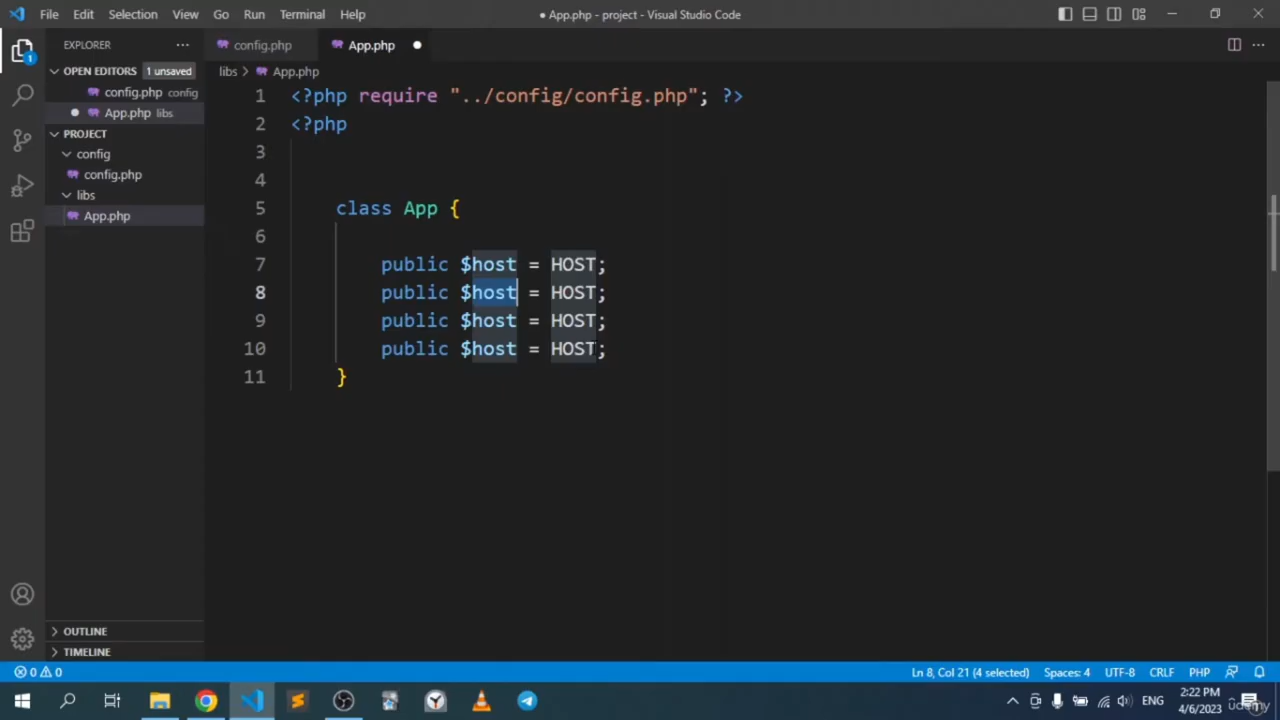 File Edit Selection View Go Run Terminal Help
● App.php - project - Visual Studio Code
EXPLORER
config.php
App.php
OPEN EDITORS 1 unsaved
config.php config
App.php libs
PROJECT
config
config.php
libs
App.php
OUTLINE
TIMELINE
1
libs > App.php
1 <?php require "../config/config.php"; ?>
2 <?php
3
4
5 class App {
6
7 public $host = HOST;
8 public $host = HOST;
9 public $host = HOST;
10 public $host = HOST;
11 }
0 0
Ln 8, Col 21 (4 selected) Spaces: 4 UTF-8 CRLF PHP
ENG
2:22 PM
4/6/2023
udemy